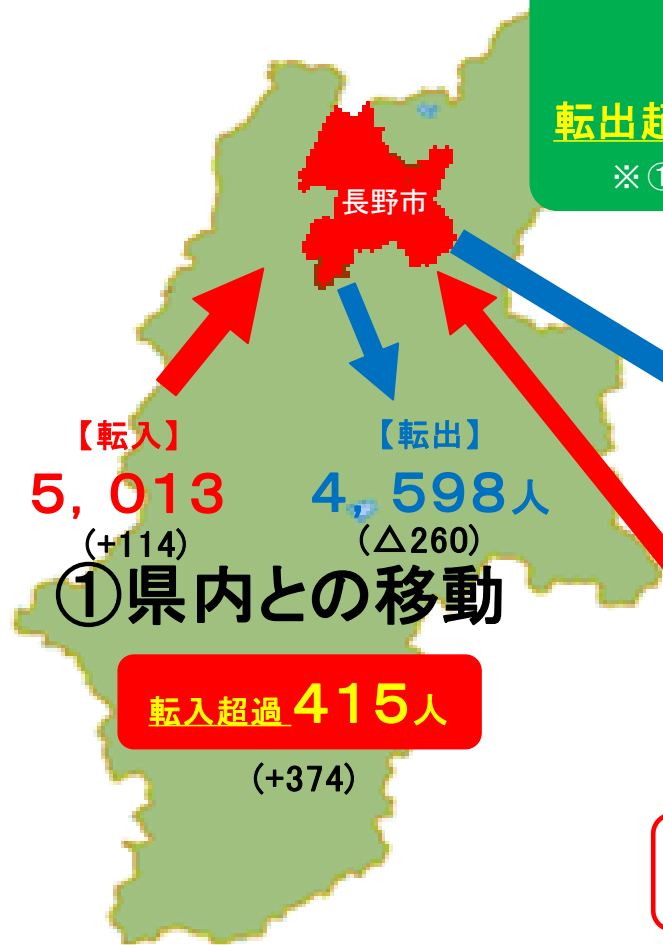 転出超
※①
長野市
【転入】
5,013
(+114)
【転出】
4,598人
(△260)
①県内との移動
転入超過 415人
(+374)